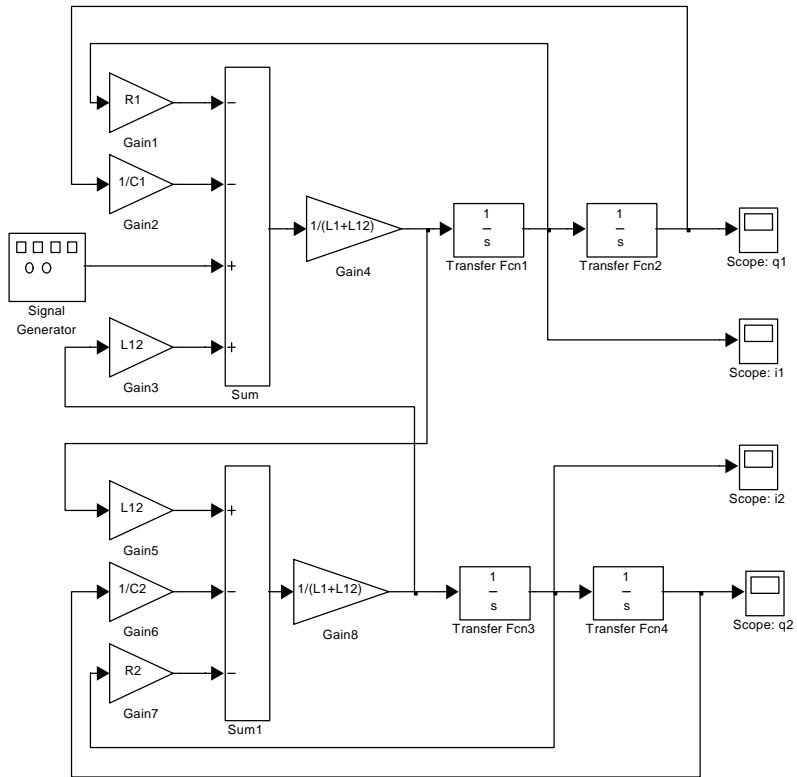 R1
−
Gain1
1/C1
−
Gain2
1/(L1+L12)
Gain4
1
s
Transfer Fcn1
1
s
Transfer Fcn2
Scope: q1
+
Signal
Generator
L12
+
Gain3
Sum
Scope: i1
Scope: i2
L12
+
Gain5
1/C2
−
Gain6
1/(L1+L12)
Gain8
1
s
Transfer Fcn3
1
s
Transfer Fcn4
Scope: q2
R2
−
Gain7
Sum1